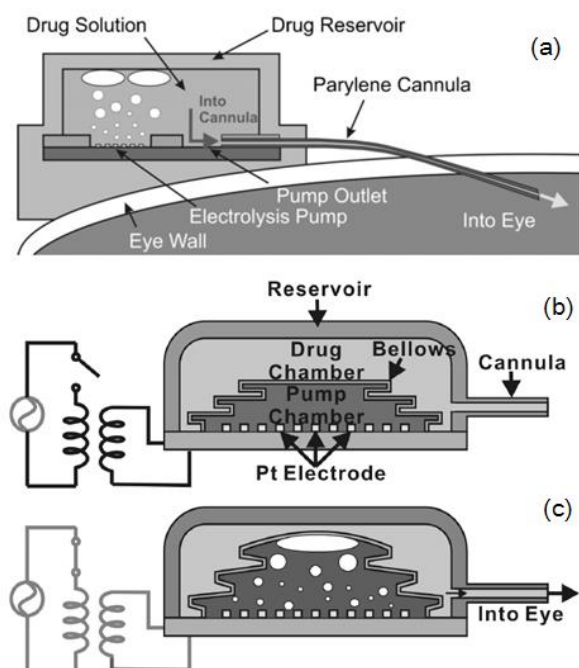 Drug Solution
Drug Reservoir
(a)
Parylene Cannula
Into
Cannula
Pump Outlet
Electrolysis Pump
Eye Wall
Into Eye
Reservoir
(b)
Drug
Chamber
Bellows
Cannula
Pump
Chamber
Pt Electrode
(c)
Into Eye